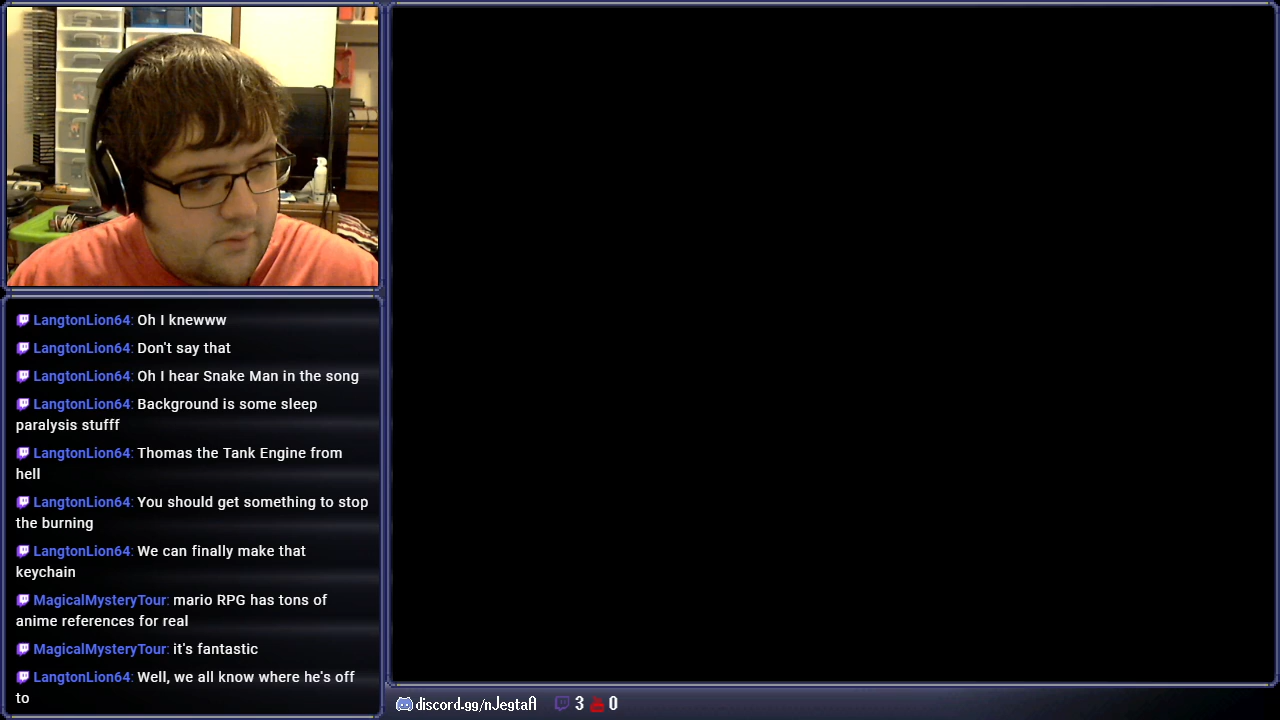 LangtonLion64: Oh I knewww
LangtonLion64: Don't say that
LangtonLion64: Oh I hear Snake Man in the song
LangtonLion64: Background is some sleep
paralysis stufff
LangtonLion64: Thomas the Tank Engine from
hell
LangtonLion64: You should get something to stop
the burning
LangtonLion64: We can finally make that
keychain
MagicalMysteryTour: mario RPG has tons of
anime references for real
MagicalMysteryTour: it's fantastic
LangtonLion64: Well, we all know where he's off
to
discord.gg/nJegtaA 3 0